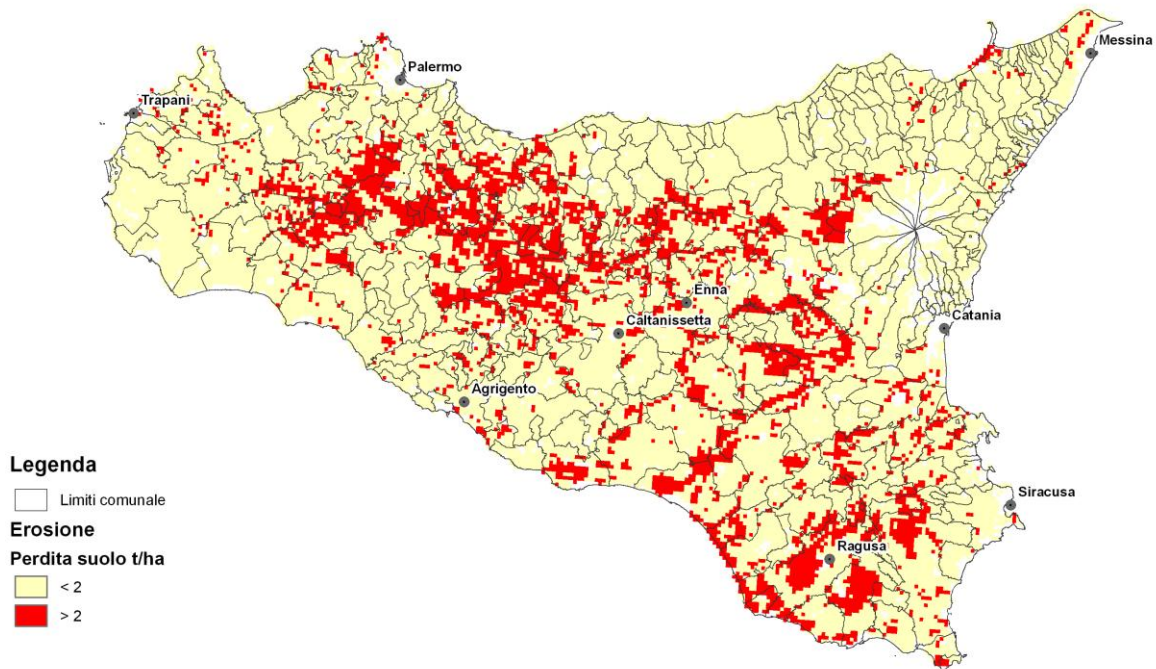 Messina
Palermo
Trapani
Enna
Catania
Caltanissetta
Agrigento
Legenda
Limiti comunale
Erosione
Siracusa
Perdita suolo t/ha
Ragusa
< 2
> 2